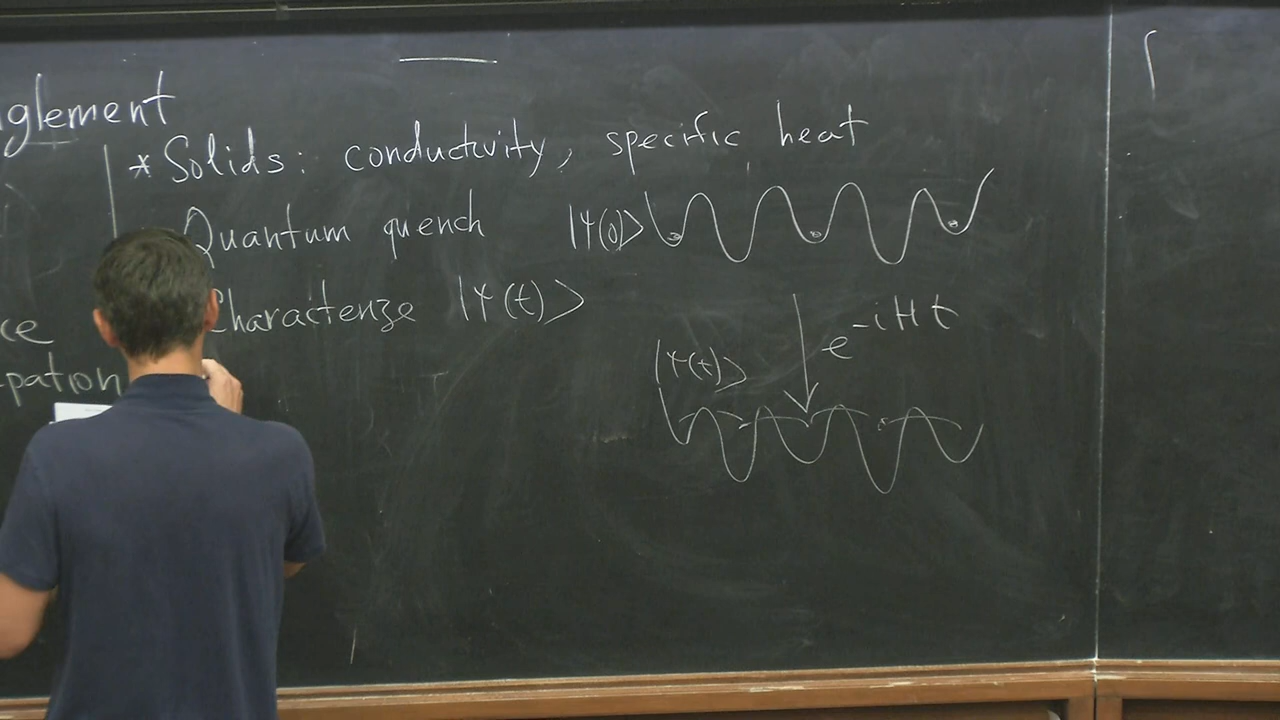 glement
* Solids: conductivity, specific heat
Quantum quench |Ψ(0)>
Characterize |Ψ(t)>
ce
pation
e^{-iHt}
|Ψ(t)>